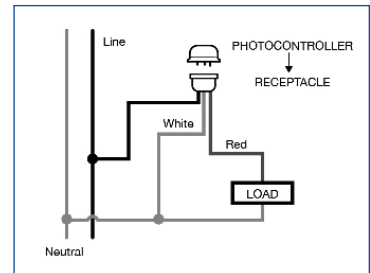 Line
PHOTOCONTROLLER
RECEPTACLE
White
Red
LOAD
Neutral